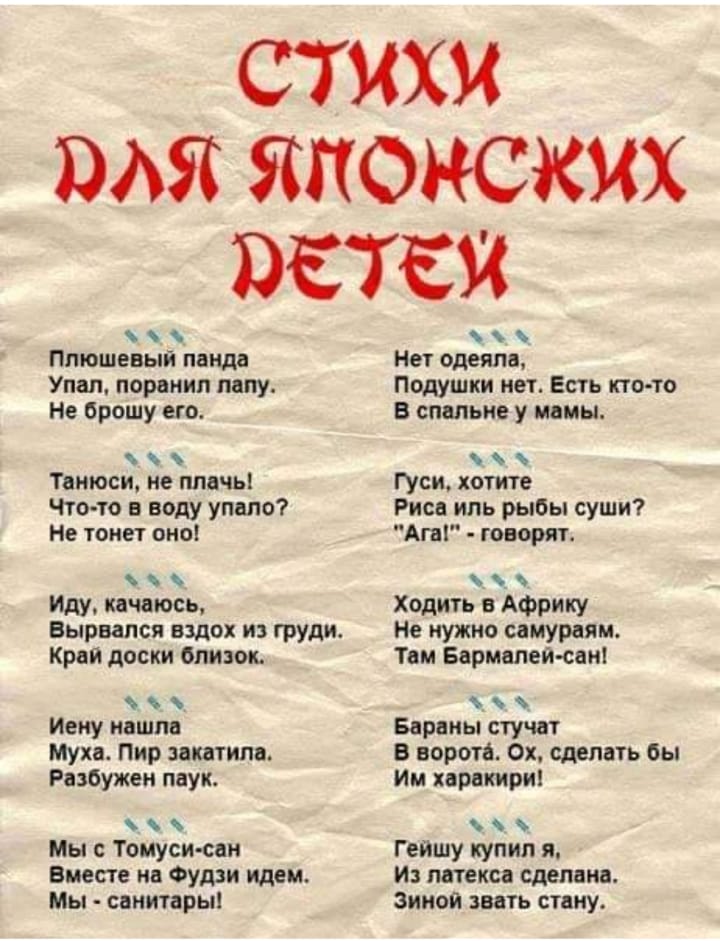 СТИХИ
ДЛЯ ЯПОНСКИХ
ДЕТЕЙ
Плюшевый панда
Упал, поранил лапу.
Не брошу его.
Танюси, не плачь!
Что-то в воду упало?
Не тонет оно!
Иду, качаюсь,
Вырвался вздох из груди.
Край доски близок.
Иену нашла
Муха. Пир закатила.
Разбужен паук.
Мы с Томуси-сан
Вместе на Фудзи идем.
Мы - санитары!
Нет одеяла,
Подушки нет. Есть кто-то
В спальне у мамы.
Гуси, хотите
Риса иль рыбы суши?
"Ага!" - говорят.
Ходить в Африку
Не нужно самураям.
Там Бармалей-сан!
Бараны стучат
В воротá. Ох, сделать бы
Им харакири!
Гейшу купил я,
Из латекса сделана.
Зиной звать стану.